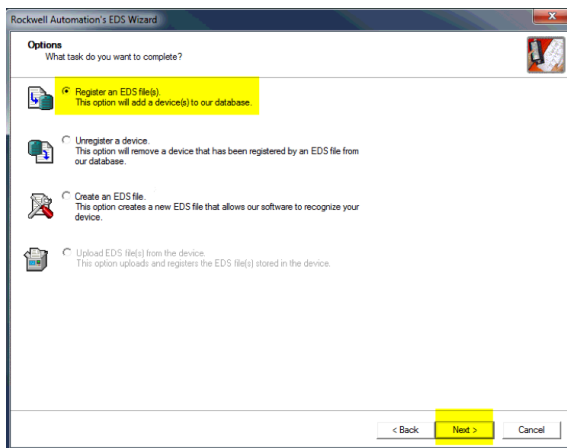 Rockwell Automation's EDS Wizard
Options
What task do you want to complete?
Register an EDS file(s).
This option will add a device(s) to our database.
Unregister a device.
This option will remove a device that has been registered by an EDS file from
our database.
Create an EDS file.
This option creates a new EDS file that allows our software to recognize your
device.
Upload EDS file(s) from the device.
This option uploads and registers the EDS file(s) stored in the device.
< Back Next > Cancel